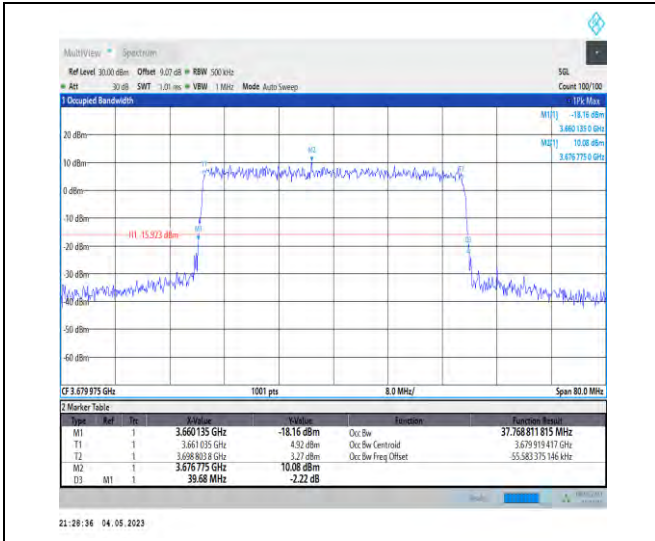 MultiView Spectrum
Ref Level 30.00 dBm Offset 9.07 dB RBW 500 kHz SGL
Att 30 dB SWT 1.01 ms VBW 1 MHz Mode Auto Sweep Count 100/100
1 Occupied Bandwidth 1Pk Max
M1[1] -18.16 dBm
3.660 135 0 GHz
M2[1] 10.08 dBm
3.676 775 0 GHz
20 dBm
M2
10 dBm
T1
T2
0 dBm
-10 dBm
M1
H1 -15.923 dBm
D3
-20 dBm
-30 dBm
-40 dBm
-50 dBm
-60 dBm
CF 3.679 975 GHz 1001 pts 8.0 MHz/ Span 80.0 MHz
2 Marker Table
Type Ref Trc X-Value Y-Value Function Function Result
M1 1 3.660 135 GHz -18.16 dBm Occ Bw 37.768 811 815 MHz
T1 1 3.661 035 GHz 4.92 dBm Occ Bw Centroid 3.679 919 417 GHz
T2 1 3.698 803 8 GHz 3.27 dBm Occ Bw Freq Offset -55.583 375 146 kHz
M2 1 3.676 775 GHz 10.08 dBm
D3 M1 1 39.68 MHz -2.22 dB
21:28:36 04.05.2023